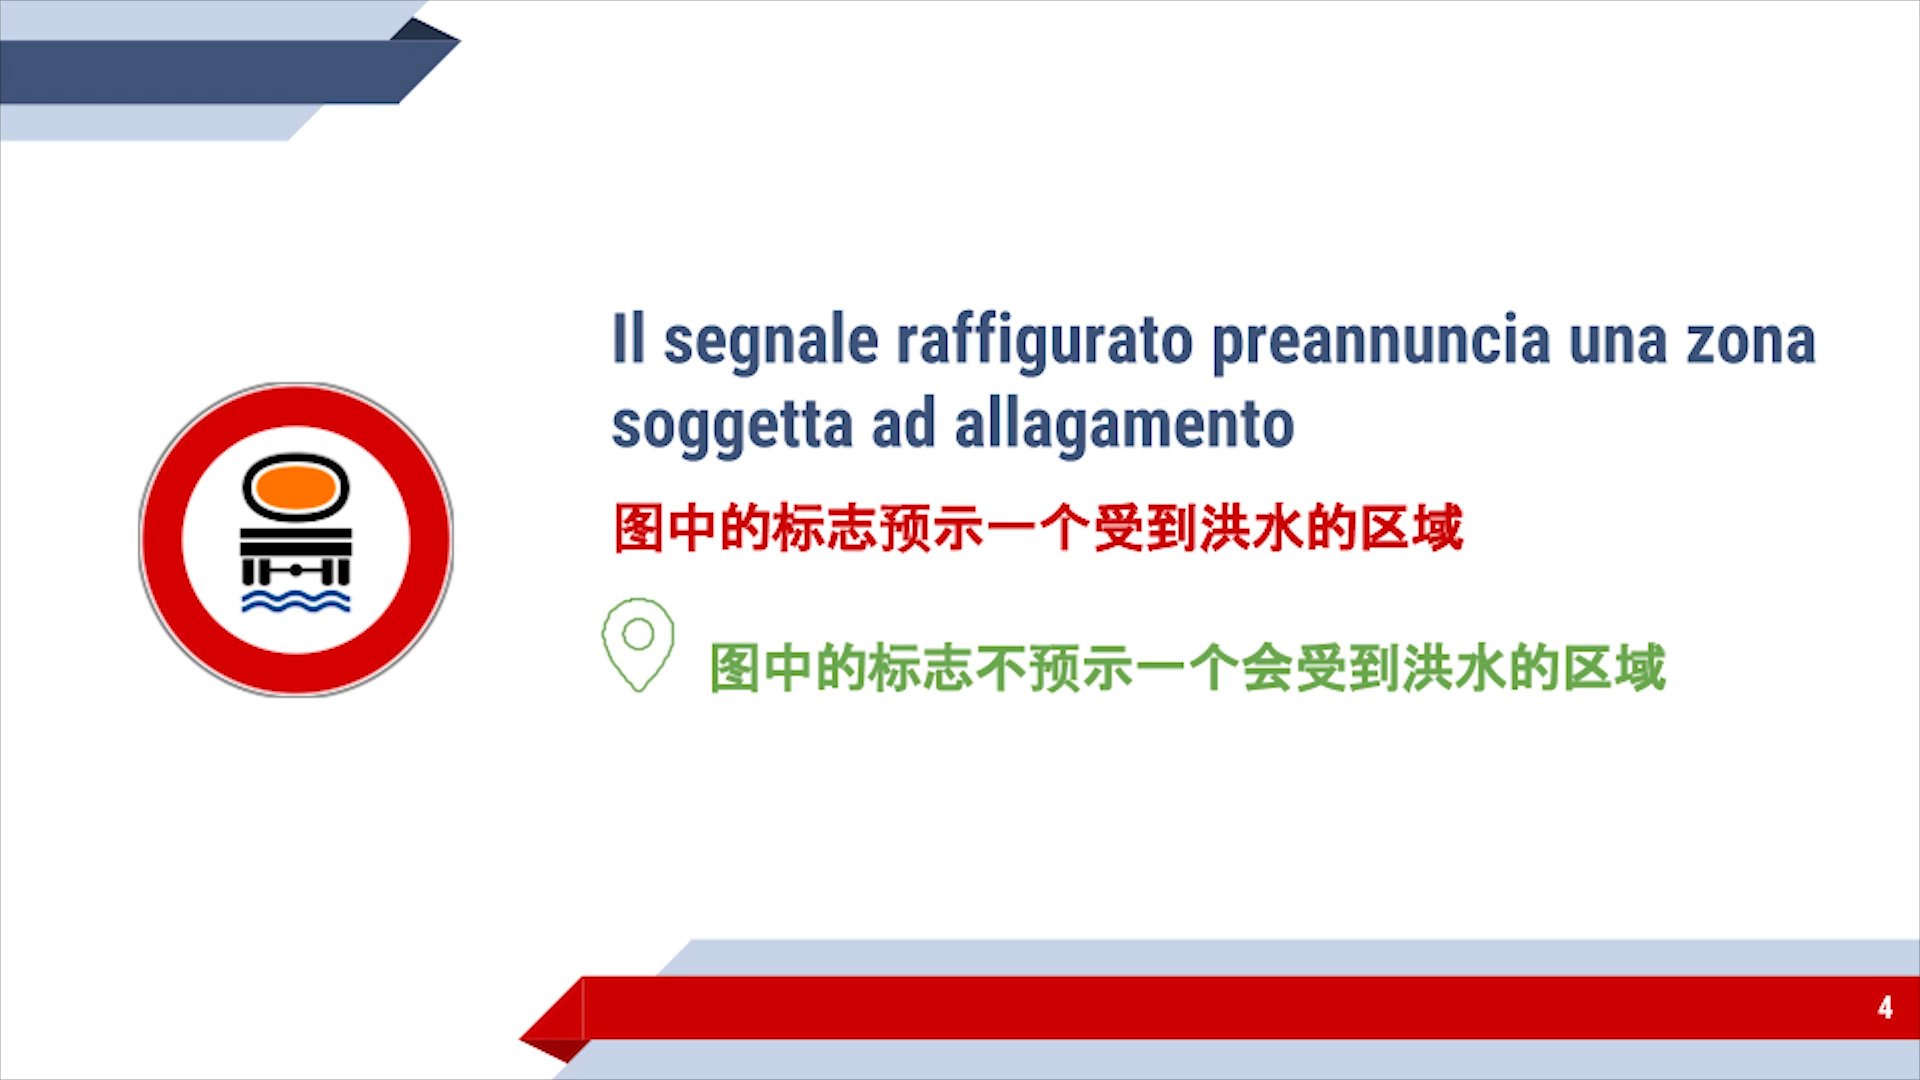 Il segnale raffigurato preannuncia una zona
soggetta ad allagamento
图中的标志预示一个受到洪水的区域
图中的标志不预示一个会受到洪水的区域
4